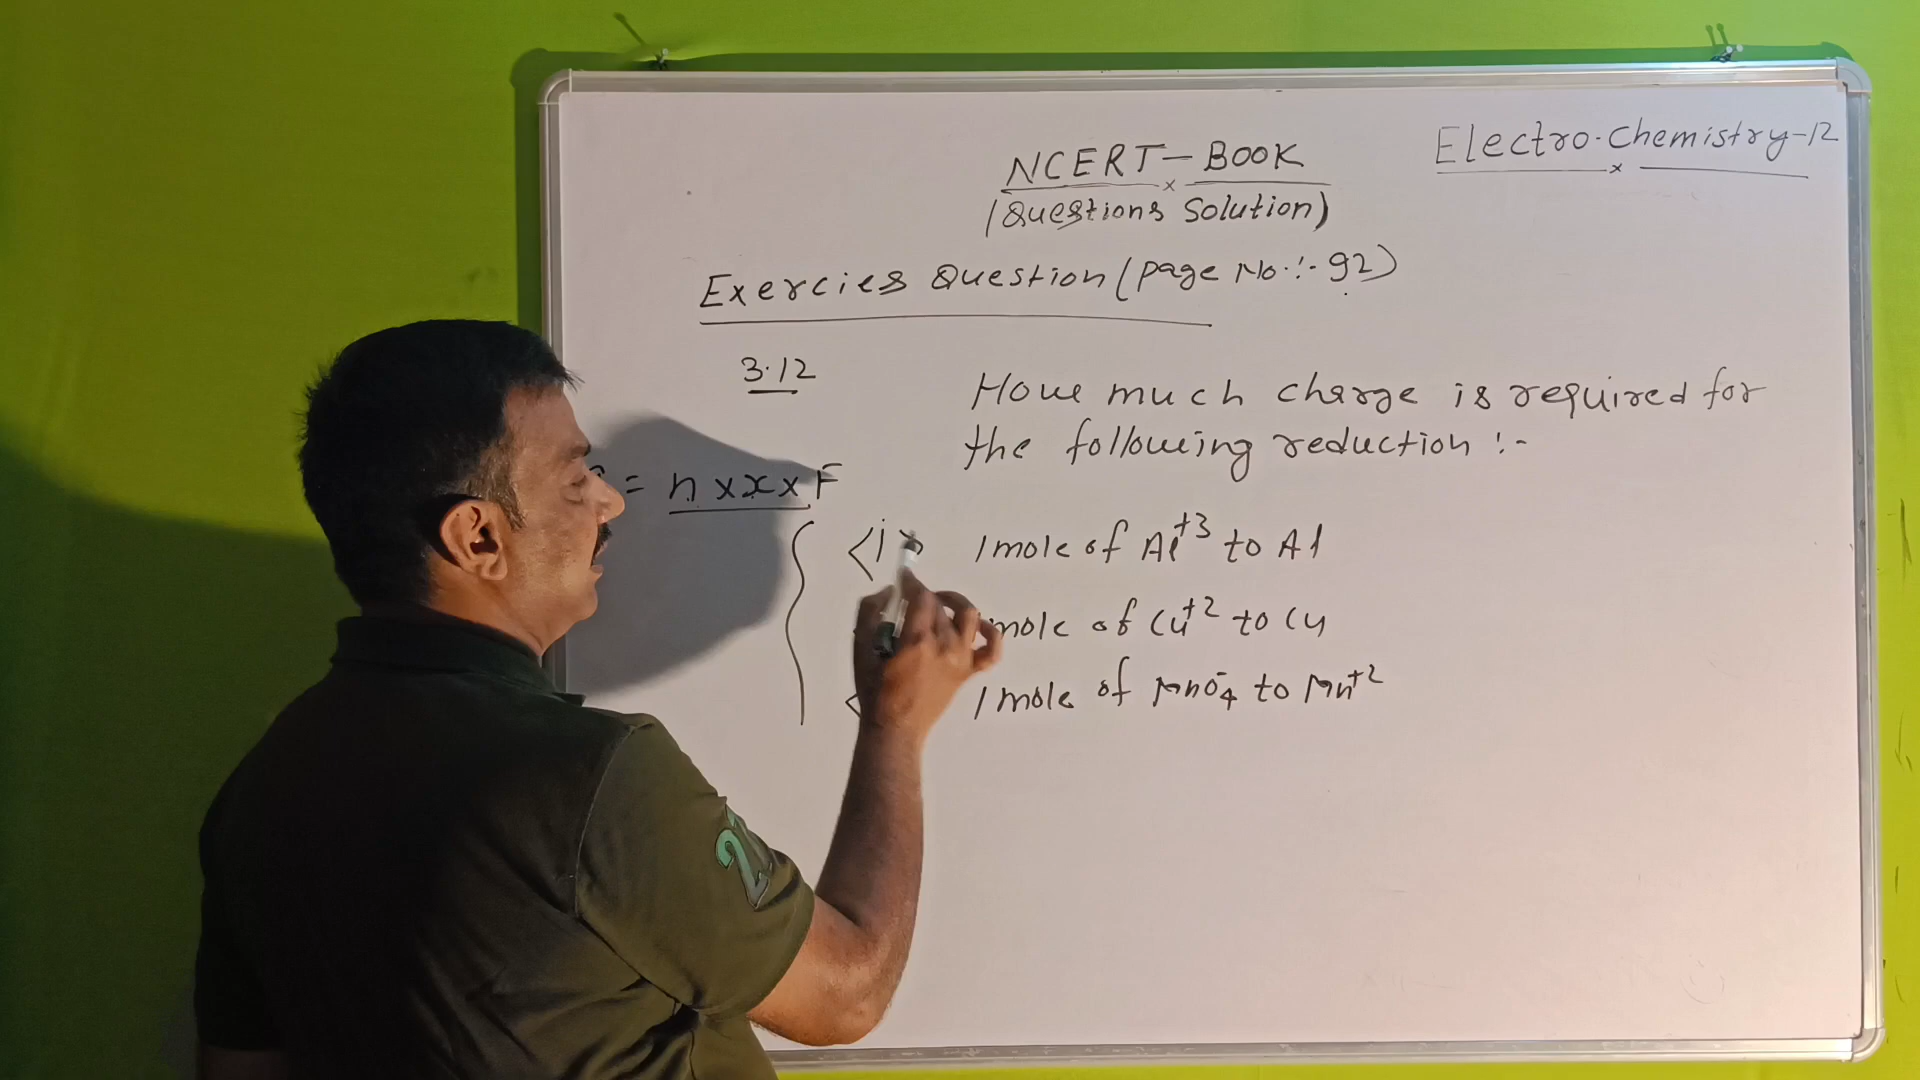 Electro-Chemistry-12
NCERT-BOOK
(Questions Solution)
Exercies Question (page No.:- 92)
3.12
How much charge is required for
the following reduction :-
= n x x x F
<i> 1 mole of Al+3 to Al
mole of Cu+2 to Cu
1 mole of MnO4- to Mn+2
2